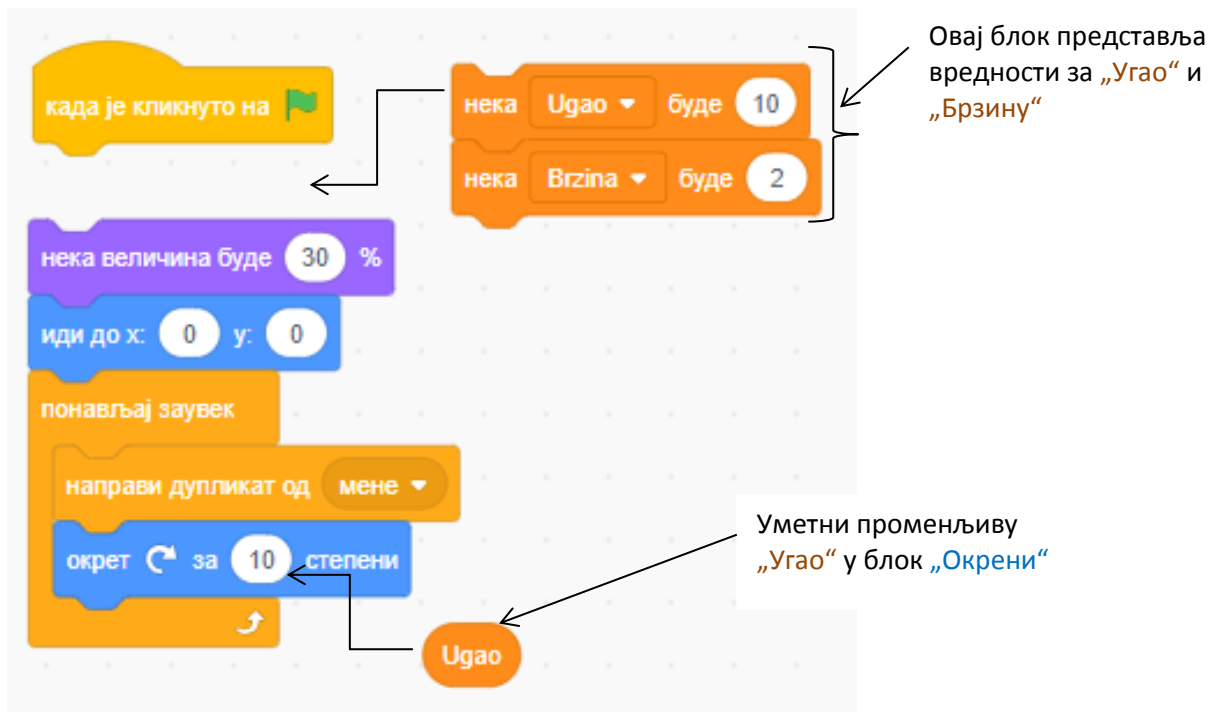 када је кликнуто на
нека Ugao буде 10
нека Brzina буде 2
Овај блок представља
вредности за „Угао“ и
„Брзину“
нека величина буде 30 %
иди до x: 0 y: 0
понављај заувек
направи дупликат од мене
окрет за 10 степени
Ugao
Уметни променљиву
„Угао“ у блок „Окрени“